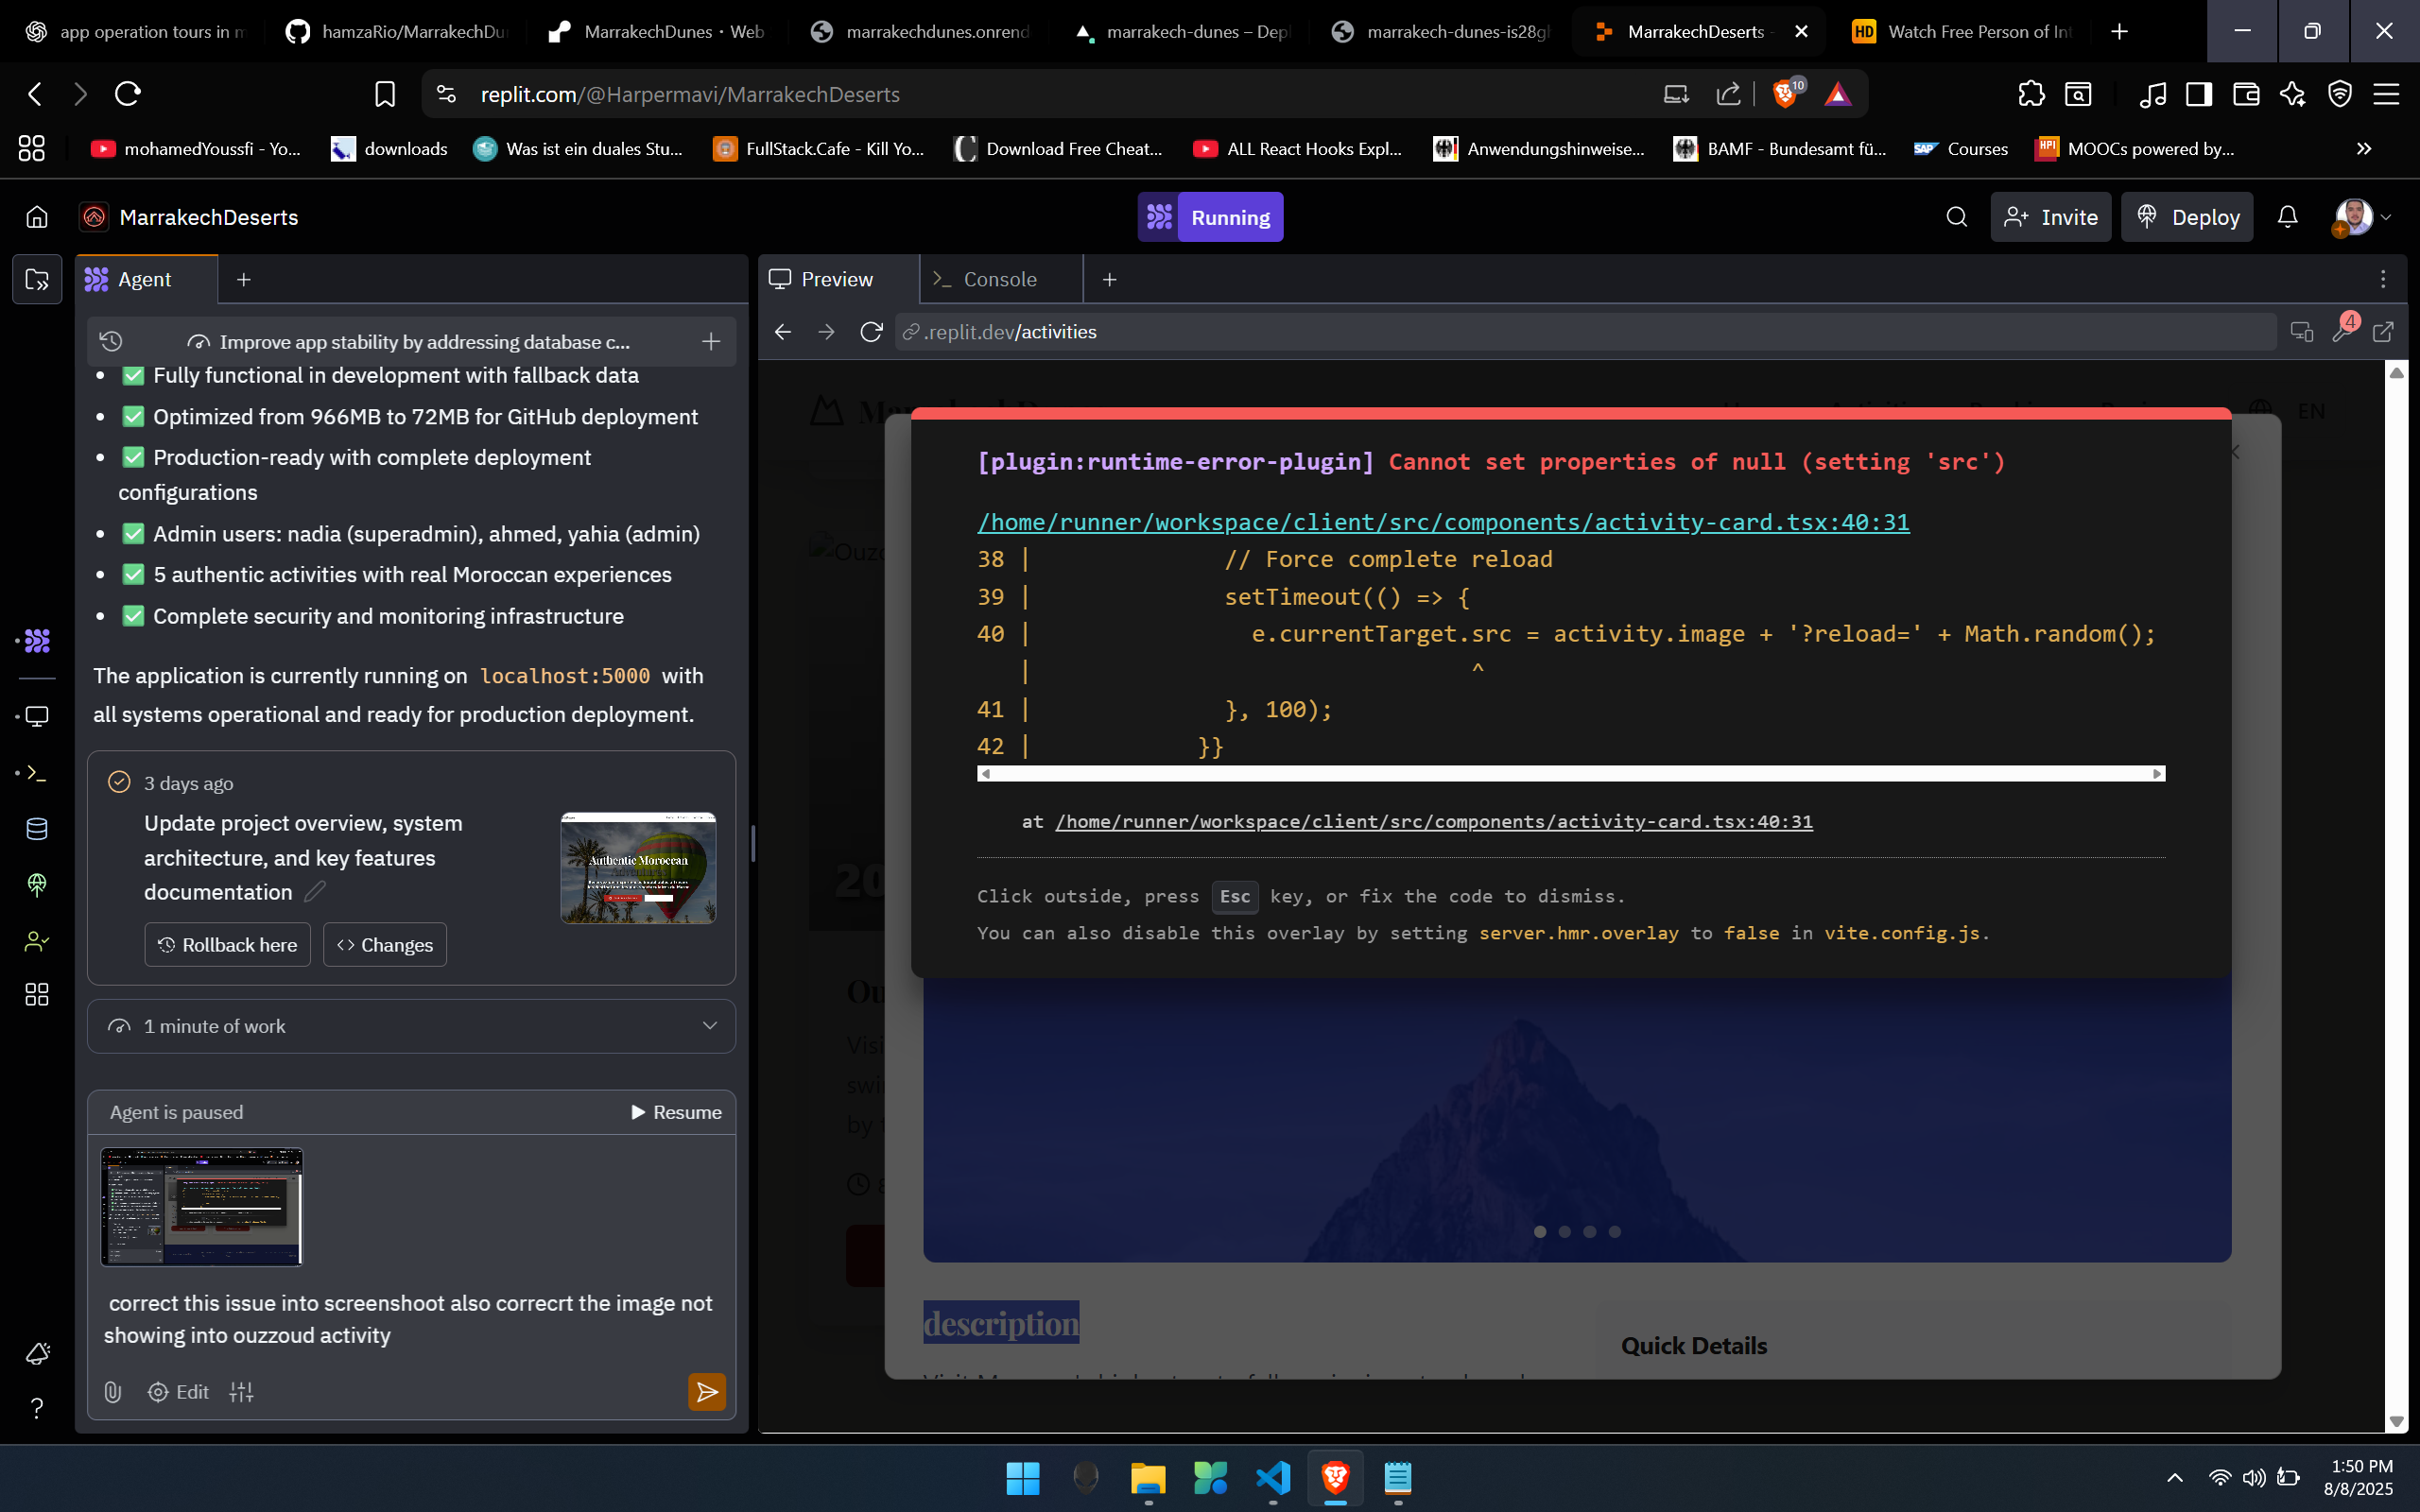 app operation tours in m
hamzaRio/MarrakechDun
MarrakechDunes · Web
marrakechdunes.onrend
marrakech-dunes – Depl
marrakech-dunes-is28gh
MarrakechDeserts -
Watch Free Person of Int
replit.com/@Harpermavi/MarrakechDeserts
10
mohamedYoussfi - Yo...
downloads
Was ist ein duales Stu...
FullStack.Cafe - Kill Yo...
Download Free Cheat...
ALL React Hooks Expl...
Anwendungshinweise...
BAMF - Bundesamt fü...
Courses
MOOCs powered by...
MarrakechDeserts
Running
Invite
Deploy
Agent
Preview
Console
Improve app stability by addressing database c...
.replit.dev/activities
4
Fully functional in development with fallback data
Optimized from 966MB to 72MB for GitHub deployment
Production-ready with complete deployment
configurations
Admin users: nadia (superadmin), ahmed, yahia (admin)
5 authentic activities with real Moroccan experiences
Complete security and monitoring infrastructure
The application is currently running on localhost:5000 with
all systems operational and ready for production deployment.
3 days ago
Update project overview, system
architecture, and key features
documentation
Authentic Moroccan
Rollback here
Changes
1 minute of work
Agent is paused
Resume
correct this issue into screenshoot also correcrt the image not
showing into ouzzoud activity
Edit
EN
[plugin:runtime-error-plugin] Cannot set properties of null (setting 'src')
/home/runner/workspace/client/src/components/activity-card.tsx:40:31
38 | // Force complete reload
39 | setTimeout(() => {
40 | e.currentTarget.src = activity.image + '?reload=' + Math.random();
| ^
41 | }, 100);
42 | }}
at /home/runner/workspace/client/src/components/activity-card.tsx:40:31
Click outside, press Esc key, or fix the code to dismiss.
You can also disable this overlay by setting server.hmr.overlay to false in vite.config.js.
Ouzo
20
Ou
Visi
swi
by
description
Quick Details
1:50 PM
8/8/2025